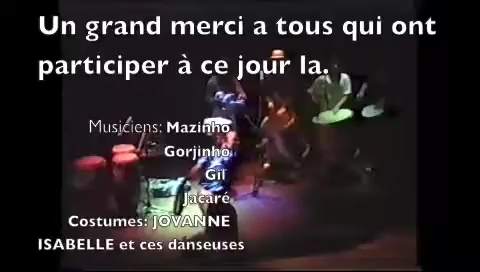 Un grand merci a tous qui ont
participer à ce jour la.
Musiciens: Mazinho
Gorjinho
Gil
Jacaré
Costumes: JOVANNE
ISABELLE et ces danseuses